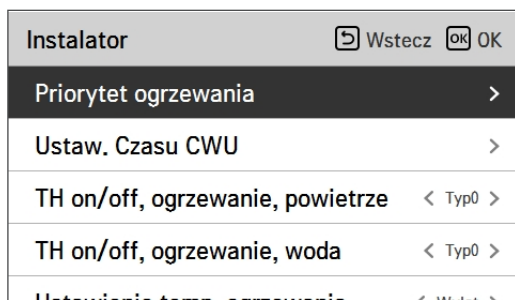 Instalator Wstecz OK OK
Priorytet ogrzewania >
Ustaw. Czasu CWU >
TH on/off, ogrzewanie, powietrze < Typ0 >
TH on/off, ogrzewanie, woda < Typ0 >